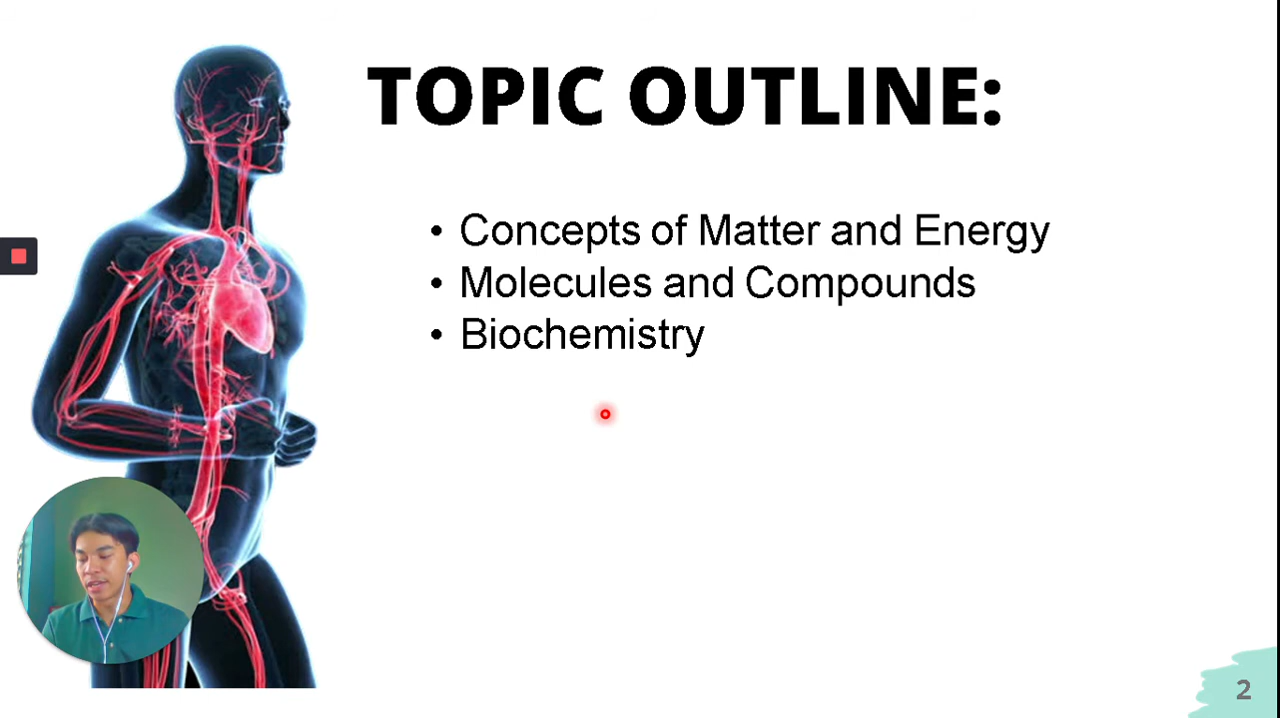 TOPIC OUTLINE:
• Concepts of Matter and Energy
• Molecules and Compounds
• Biochemistry
2